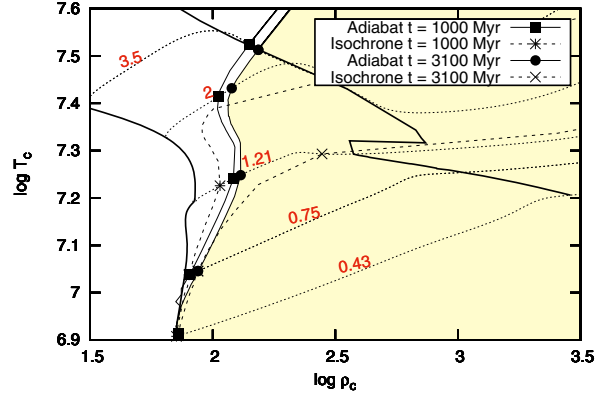 7.6
7.5
7.4
7.3
7.2
7.1
7
6.9
log T_c
Adiabat t = 1000 Myr
Isochrone t = 1000 Myr
Adiabat t = 3100 Myr
Isochrone t = 3100 Myr
3.5
2
1.21
0.75
0.43
1.5 2 2.5 3 3.5
log ρ_c